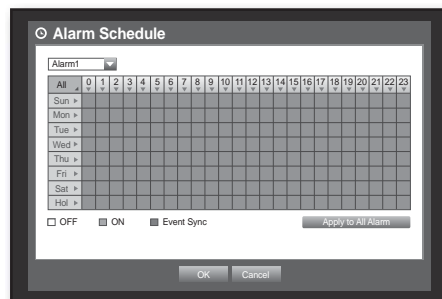 Alarm Schedule
Alarm1
All 0 1 2 3 4 5 6 7 8 9 10 11 12 13 14 15 16 17 18 19 20 21 22 23
Sun
Mon
Tue
Wed
Thu
Fri
Sat
Hol
OFF ON Event Sync Apply to All Alarm
OK Cancel